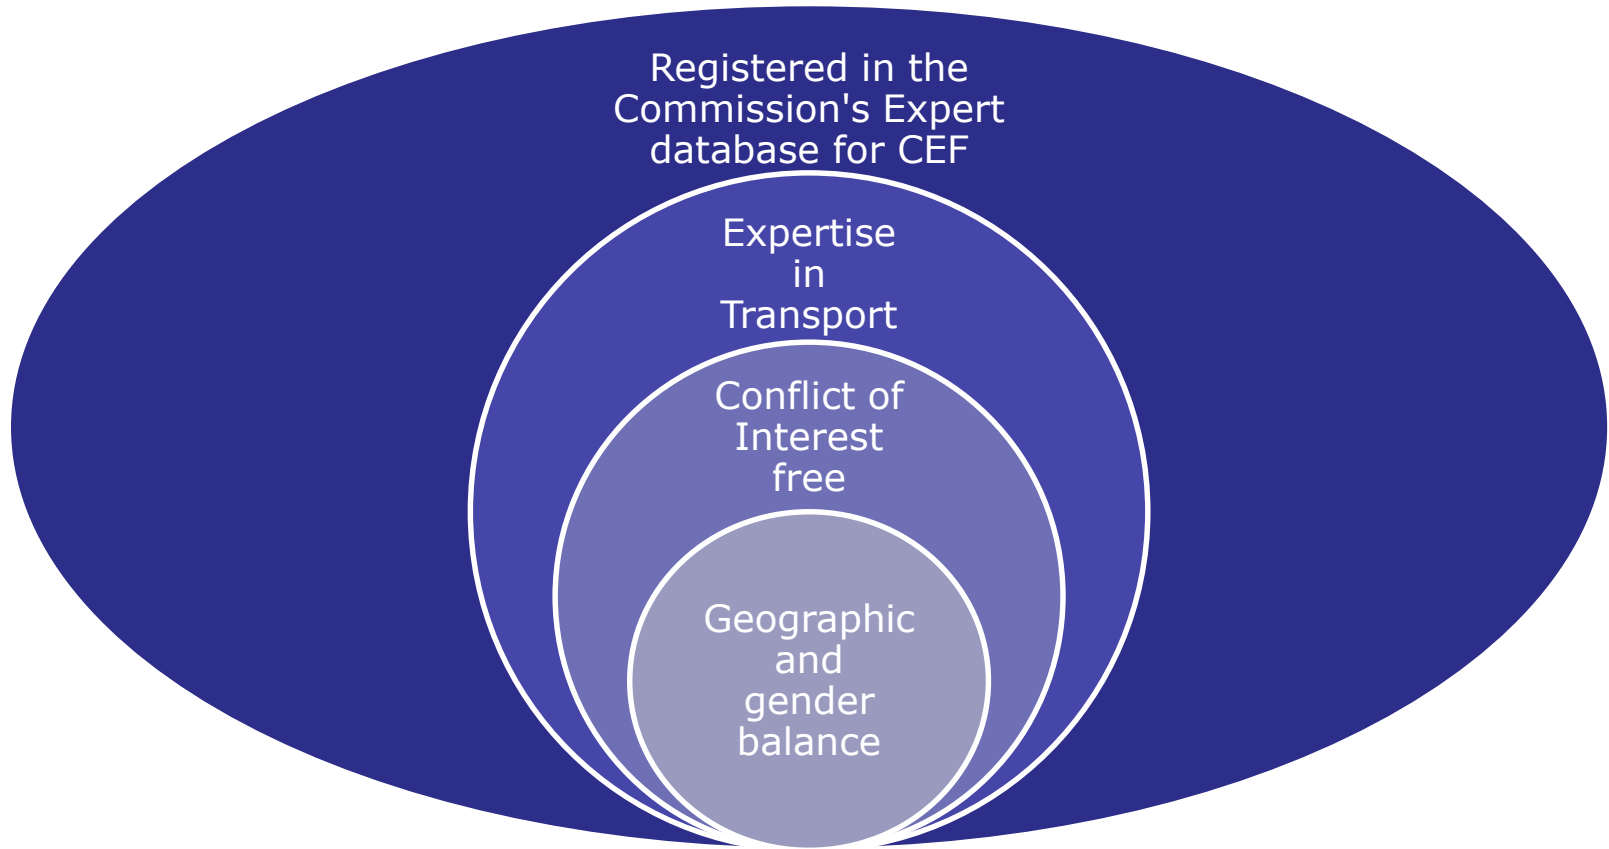 Registered in the
Commission's Expert
database for CEF
Expertise
in
Transport
Conflict of
Interest
free
Geographic
and
gender
balance